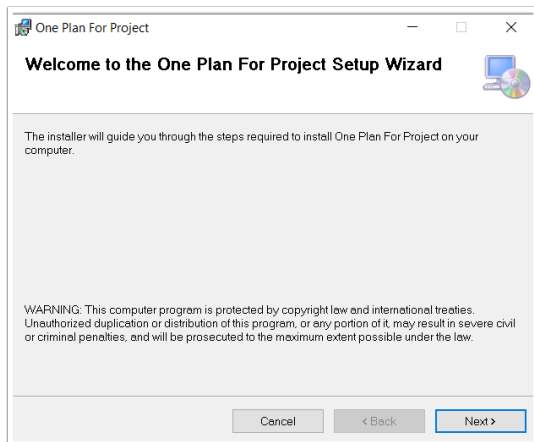 One Plan For Project
Welcome to the One Plan For Project Setup Wizard
The installer will guide you through the steps required to install One Plan For Project on your
computer.
WARNING: This computer program is protected by copyright law and international treaties.
Unauthorized duplication or distribution of this program, or any portion of it, may result in severe civil
or criminal penalties, and will be prosecuted to the maximum extent possible under the law.
Cancel < Back Next >